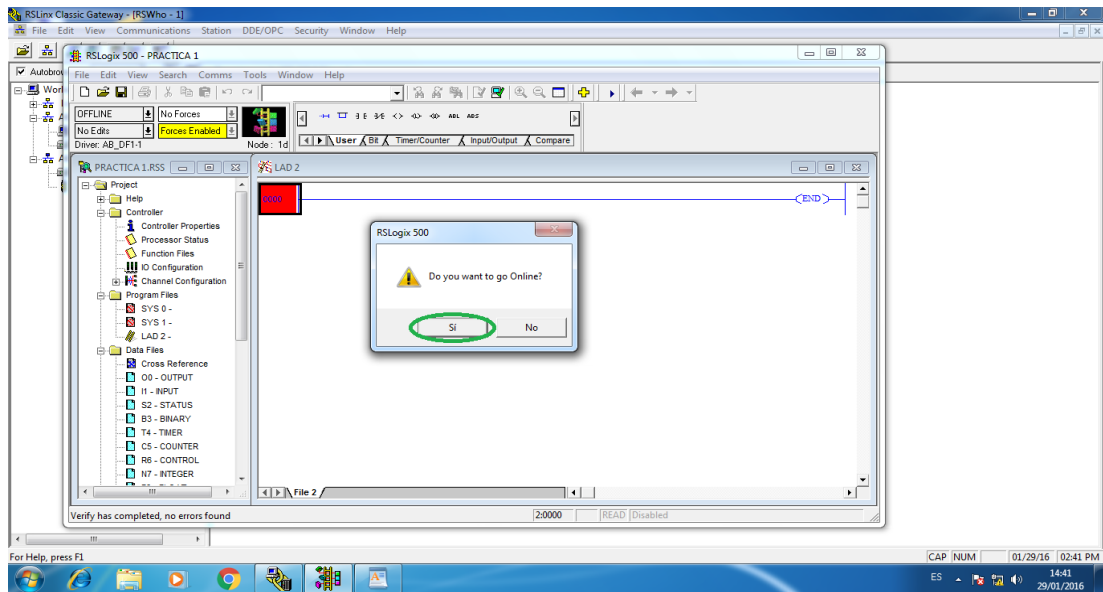 RSLinx Classic Gateway - [RSWho - 1]
File Edit View Communications Station DDE/OPC Security Window Help
RSLogix 500 - PRACTICA 1
Autobrow
File Edit View Search Comms Tools Window Help
Work
OFFLINE No Forces
No Edits Forces Enabled
ABL ABS
Driver: AB_DF1-1 Node: 1d
User Bit Timer/Counter Input/Output Compare
PRACTICA 1.RSS
LAD 2
Project
Help
Controller
Controller Properties
Processor Status
Function Files
IO Configuration
Channel Configuration
Program Files
SYS 0 -
SYS 1 -
LAD 2 -
Data Files
Cross Reference
O0 - OUTPUT
I1 - INPUT
S2 - STATUS
B3 - BINARY
T4 - TIMER
C5 - COUNTER
R6 - CONTROL
N7 - INTEGER
0000
END
RSLogix 500
Do you want to go Online?
Sí No
File 2
Verify has completed, no errors found 2:0000 READ Disabled
For Help, press F1 CAP NUM 01/29/16 02:41 PM
ES 14:41
29/01/2016